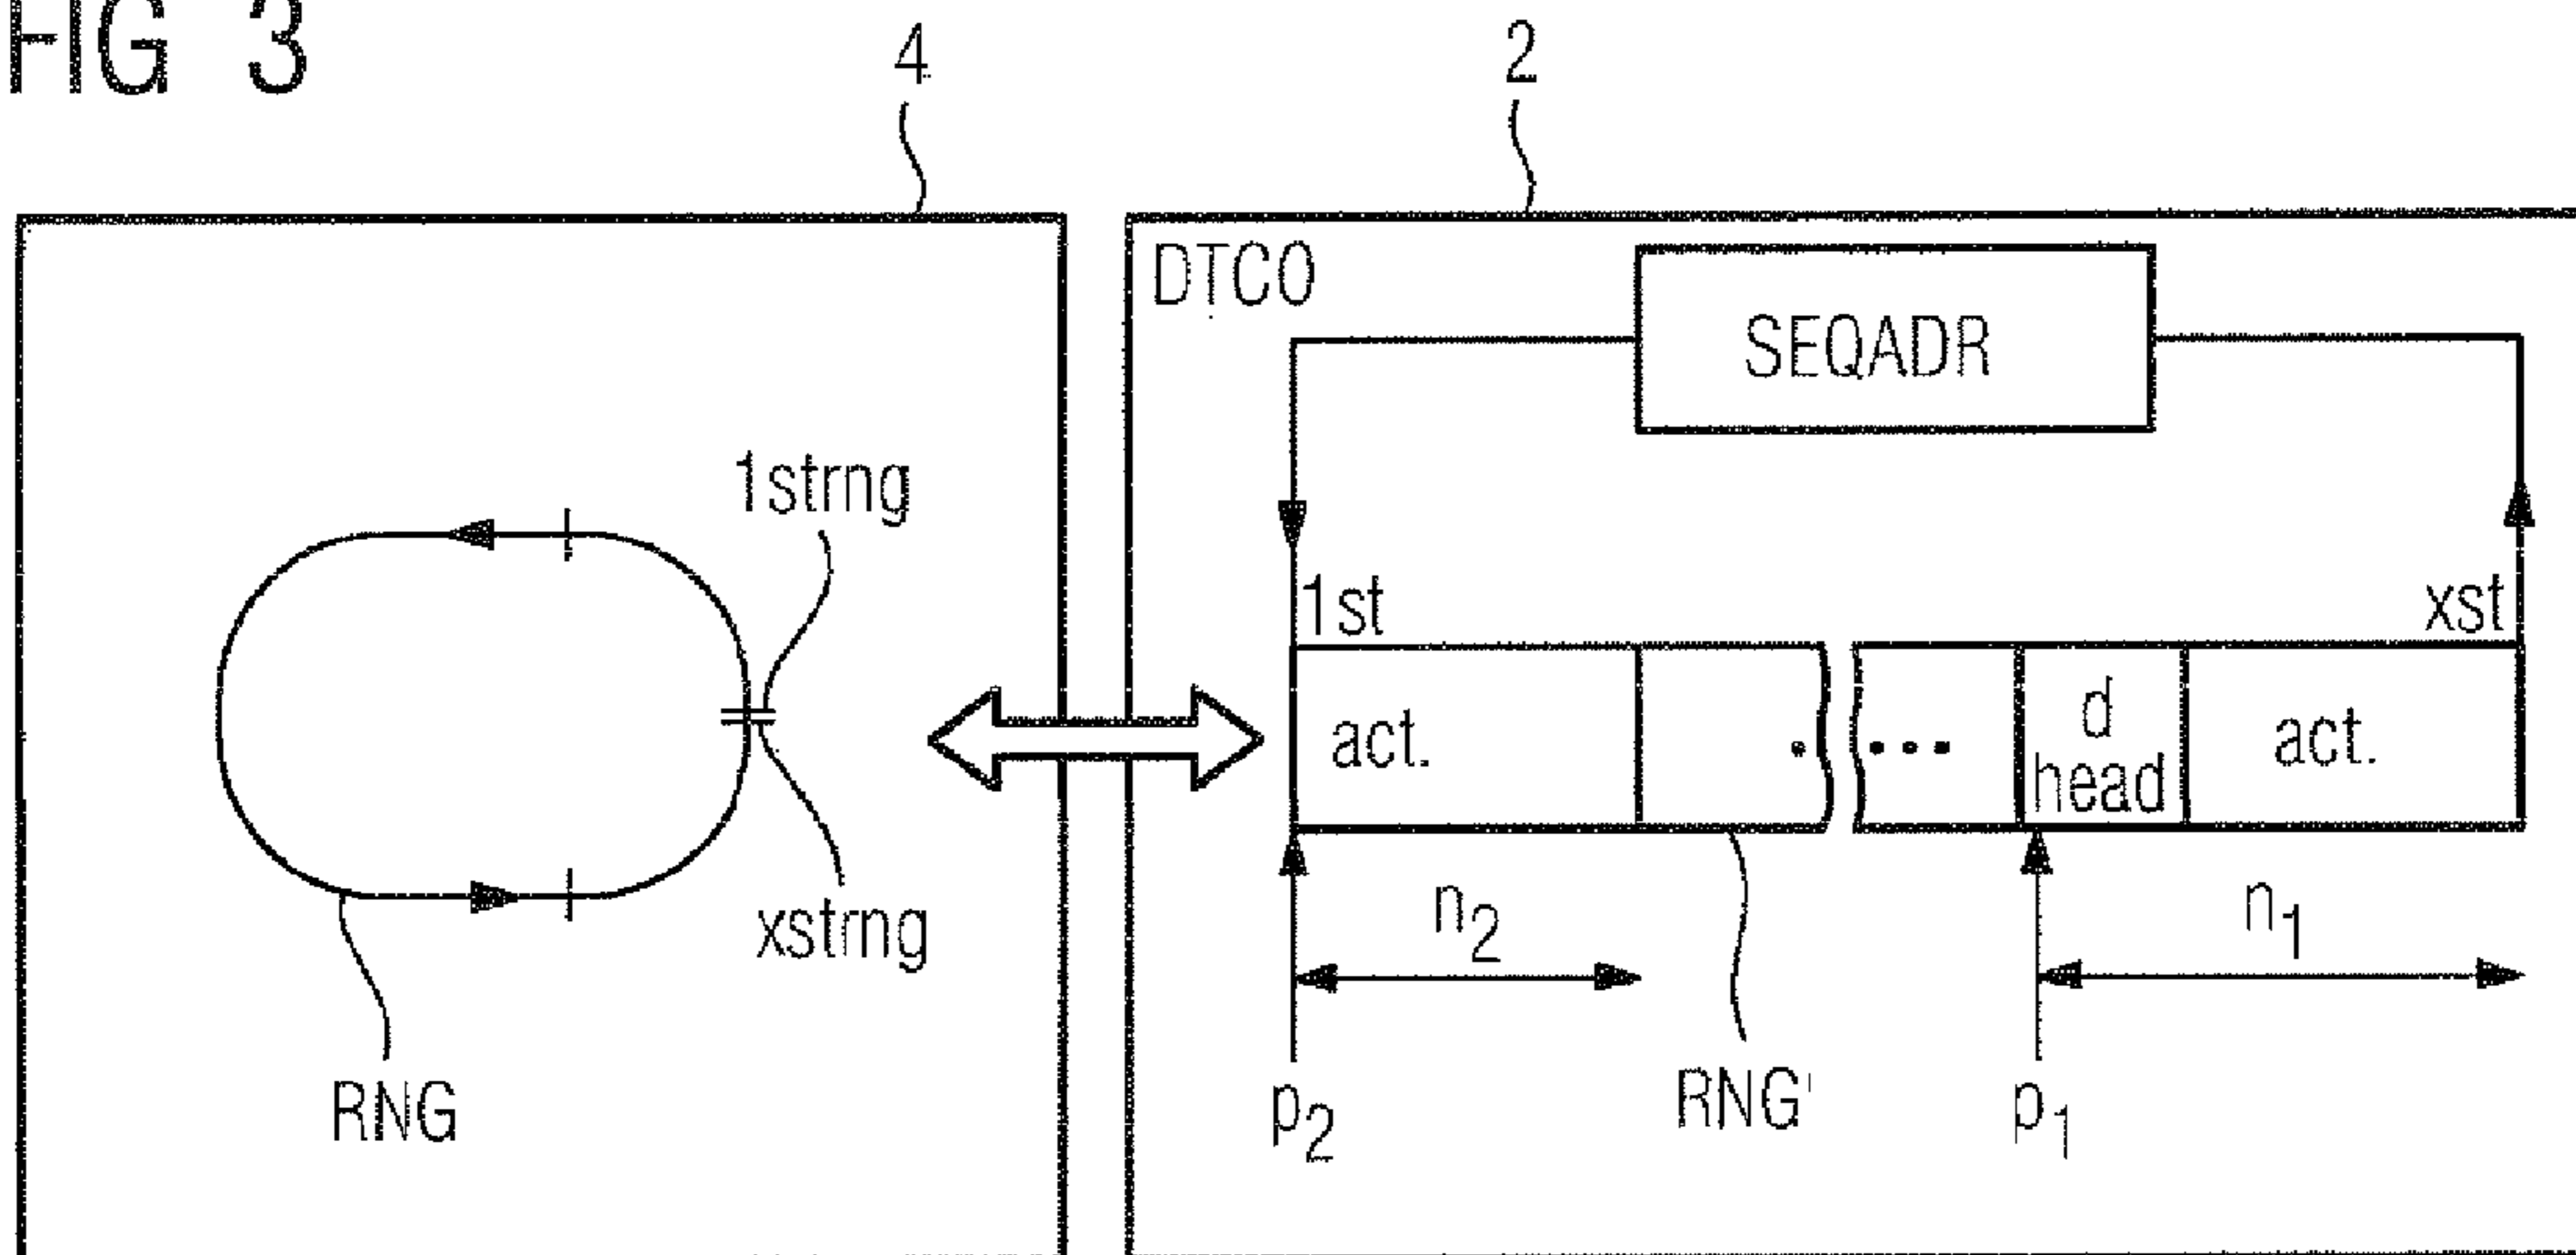 FIG 3
4
2
DTCO
SEQADR
1strng
1st
xst
act.
. ...
d
head
act.
xstrng
n2
n1
RNG
p2
RNG'
p1